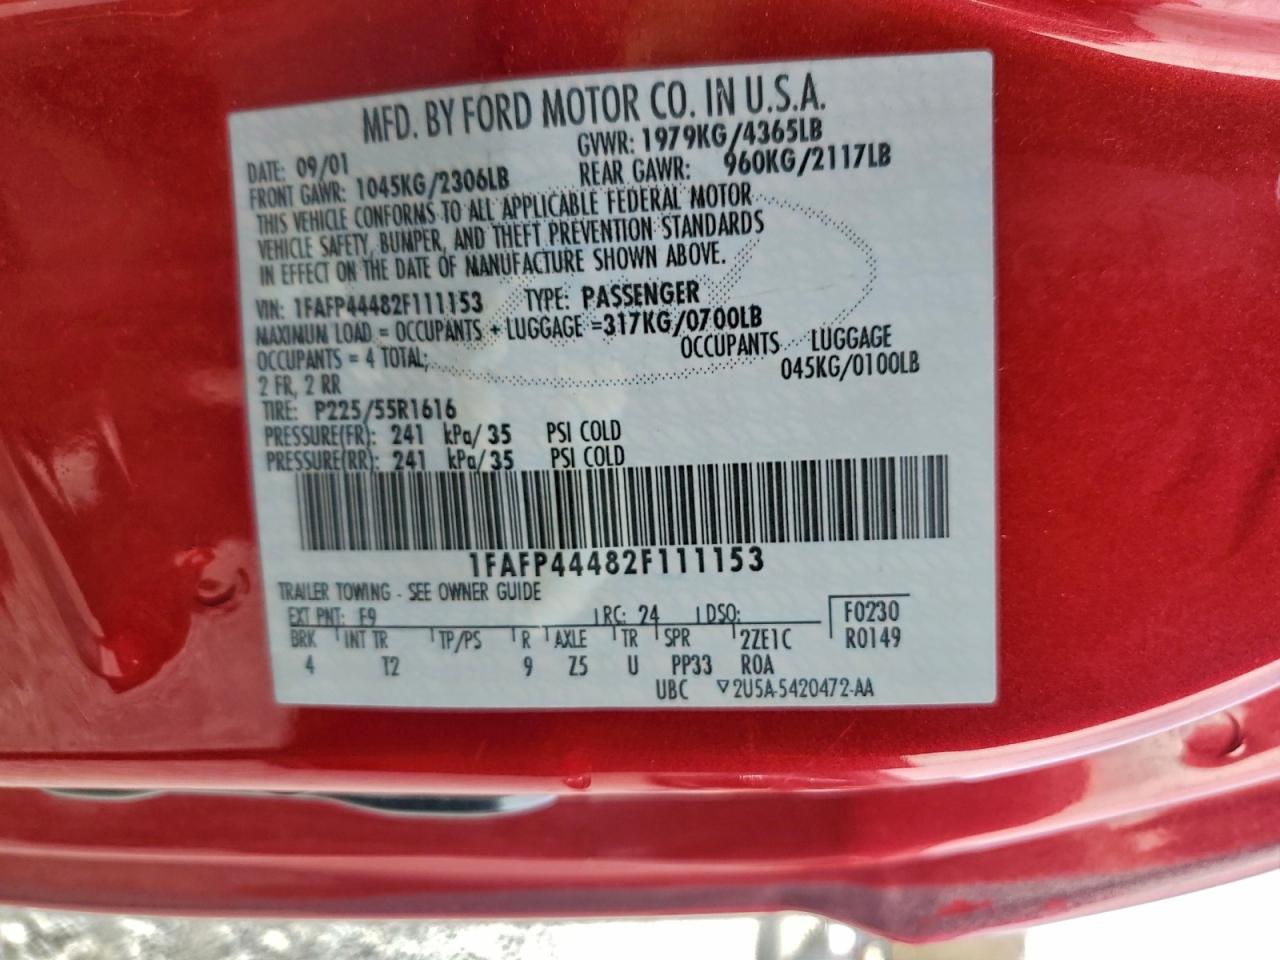 MFD. BY FORD MOTOR CO. IN U.S.A.
DATE: 09/01 GVWR: 1979KG/4365LB
FRONT GAWR: 1045KG/2306LB REAR GAWR: 960KG/2117LB
THIS VEHICLE CONFORMS TO ALL APPLICABLE FEDERAL MOTOR
VEHICLE SAFETY, BUMPER, AND THEFT PREVENTION STANDARDS
IN EFFECT ON THE DATE OF MANUFACTURE SHOWN ABOVE.
VIN: 1FAFP44482F111153 TYPE: PASSENGER
MAXIMUM LOAD = OCCUPANTS + LUGGAGE =317KG/0700LB
OCCUPANTS = 4 TOTAL; OCCUPANTS LUGGAGE
2 FR, 2 RR 045KG/0100LB
TIRE: P225/55R1616
PRESSURE(FR): 241 kPa/ 35 PSI COLD
PRESSURE(RR): 241 kPa/ 35 PSI COLD
1FAFP44482F111153
TRAILER TOWING - SEE OWNER GUIDE
EXT PNT: E9 RC: 24 DSO: F0230
BRK INT TR TP/PS R AXLE TR SPR 2ZE1C R0149
4 T2 9 Z5 U PP33 ROA
UBC ▽2U5A-5420472-AA